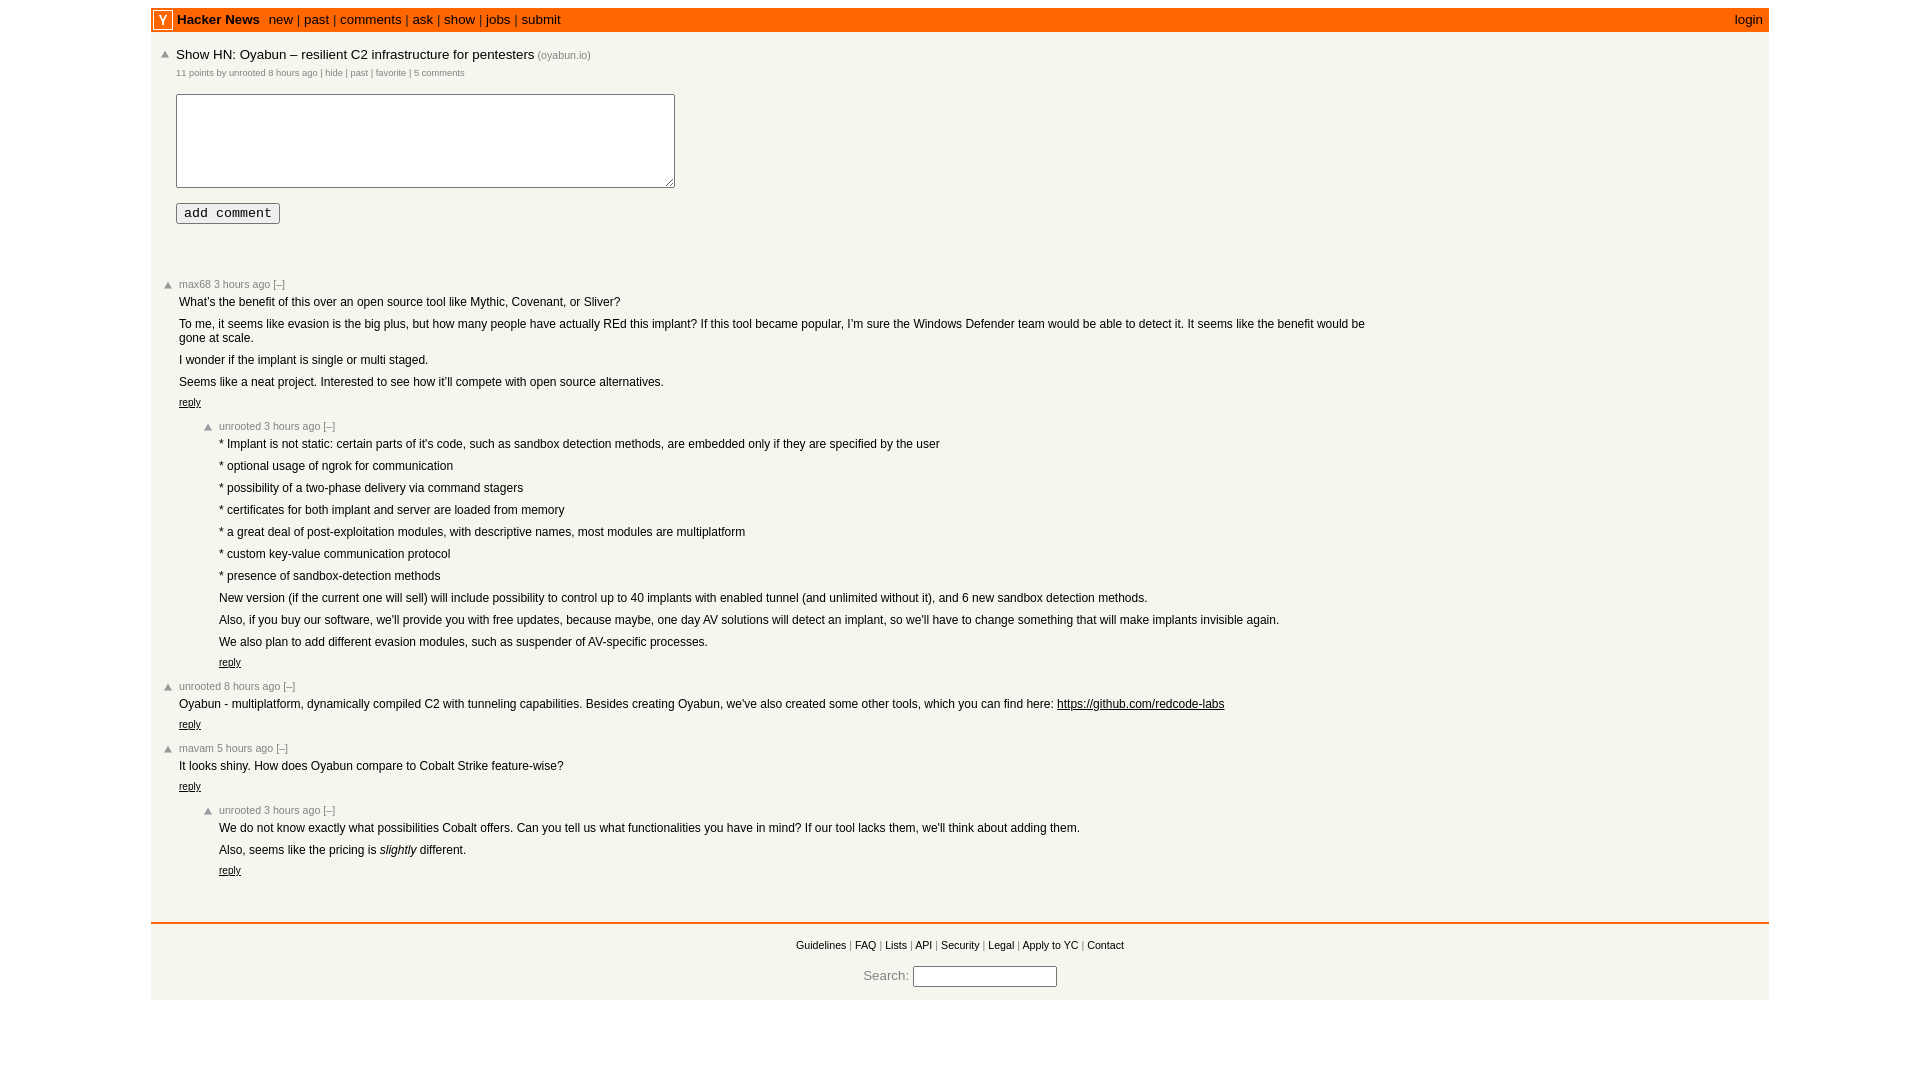 Y Hacker News new | past | comments | ask | show | jobs | submit login
Show HN: Oyabun – resilient C2 infrastructure for pentesters (oyabun.io)
11 points by unrooted 8 hours ago | hide | past | favorite | 5 comments
add comment
max68 3 hours ago [–]
What’s the benefit of this over an open source tool like Mythic, Covenant, or Sliver?
To me, it seems like evasion is the big plus, but how many people have actually REd this implant? If this tool became popular, I’m sure the Windows Defender team would be able to detect it. It seems like the benefit would be
gone at scale.
I wonder if the implant is single or multi staged.
Seems like a neat project. Interested to see how it’ll compete with open source alternatives.
reply
unrooted 3 hours ago [–]
* Implant is not static: certain parts of it's code, such as sandbox detection methods, are embedded only if they are specified by the user
* optional usage of ngrok for communication
* possibility of a two-phase delivery via command stagers
* certificates for both implant and server are loaded from memory
* a great deal of post-exploitation modules, with descriptive names, most modules are multiplatform
* custom key-value communication protocol
* presence of sandbox-detection methods
New version (if the current one will sell) will include possibility to control up to 40 implants with enabled tunnel (and unlimited without it), and 6 new sandbox detection methods.
Also, if you buy our software, we'll provide you with free updates, because maybe, one day AV solutions will detect an implant, so we'll have to change something that will make implants invisible again.
We also plan to add different evasion modules, such as suspender of AV-specific processes.
reply
unrooted 8 hours ago [–]
Oyabun - multiplatform, dynamically compiled C2 with tunneling capabilities. Besides creating Oyabun, we've also created some other tools, which you can find here: https://github.com/redcode-labs
reply
mavam 5 hours ago [–]
It looks shiny. How does Oyabun compare to Cobalt Strike feature-wise?
reply
unrooted 3 hours ago [–]
We do not know exactly what possibilities Cobalt offers. Can you tell us what functionalities you have in mind? If our tool lacks them, we'll think about adding them.
Also, seems like the pricing is slightly different.
reply
Guidelines | FAQ | Lists | API | Security | Legal | Apply to YC | Contact
Search: